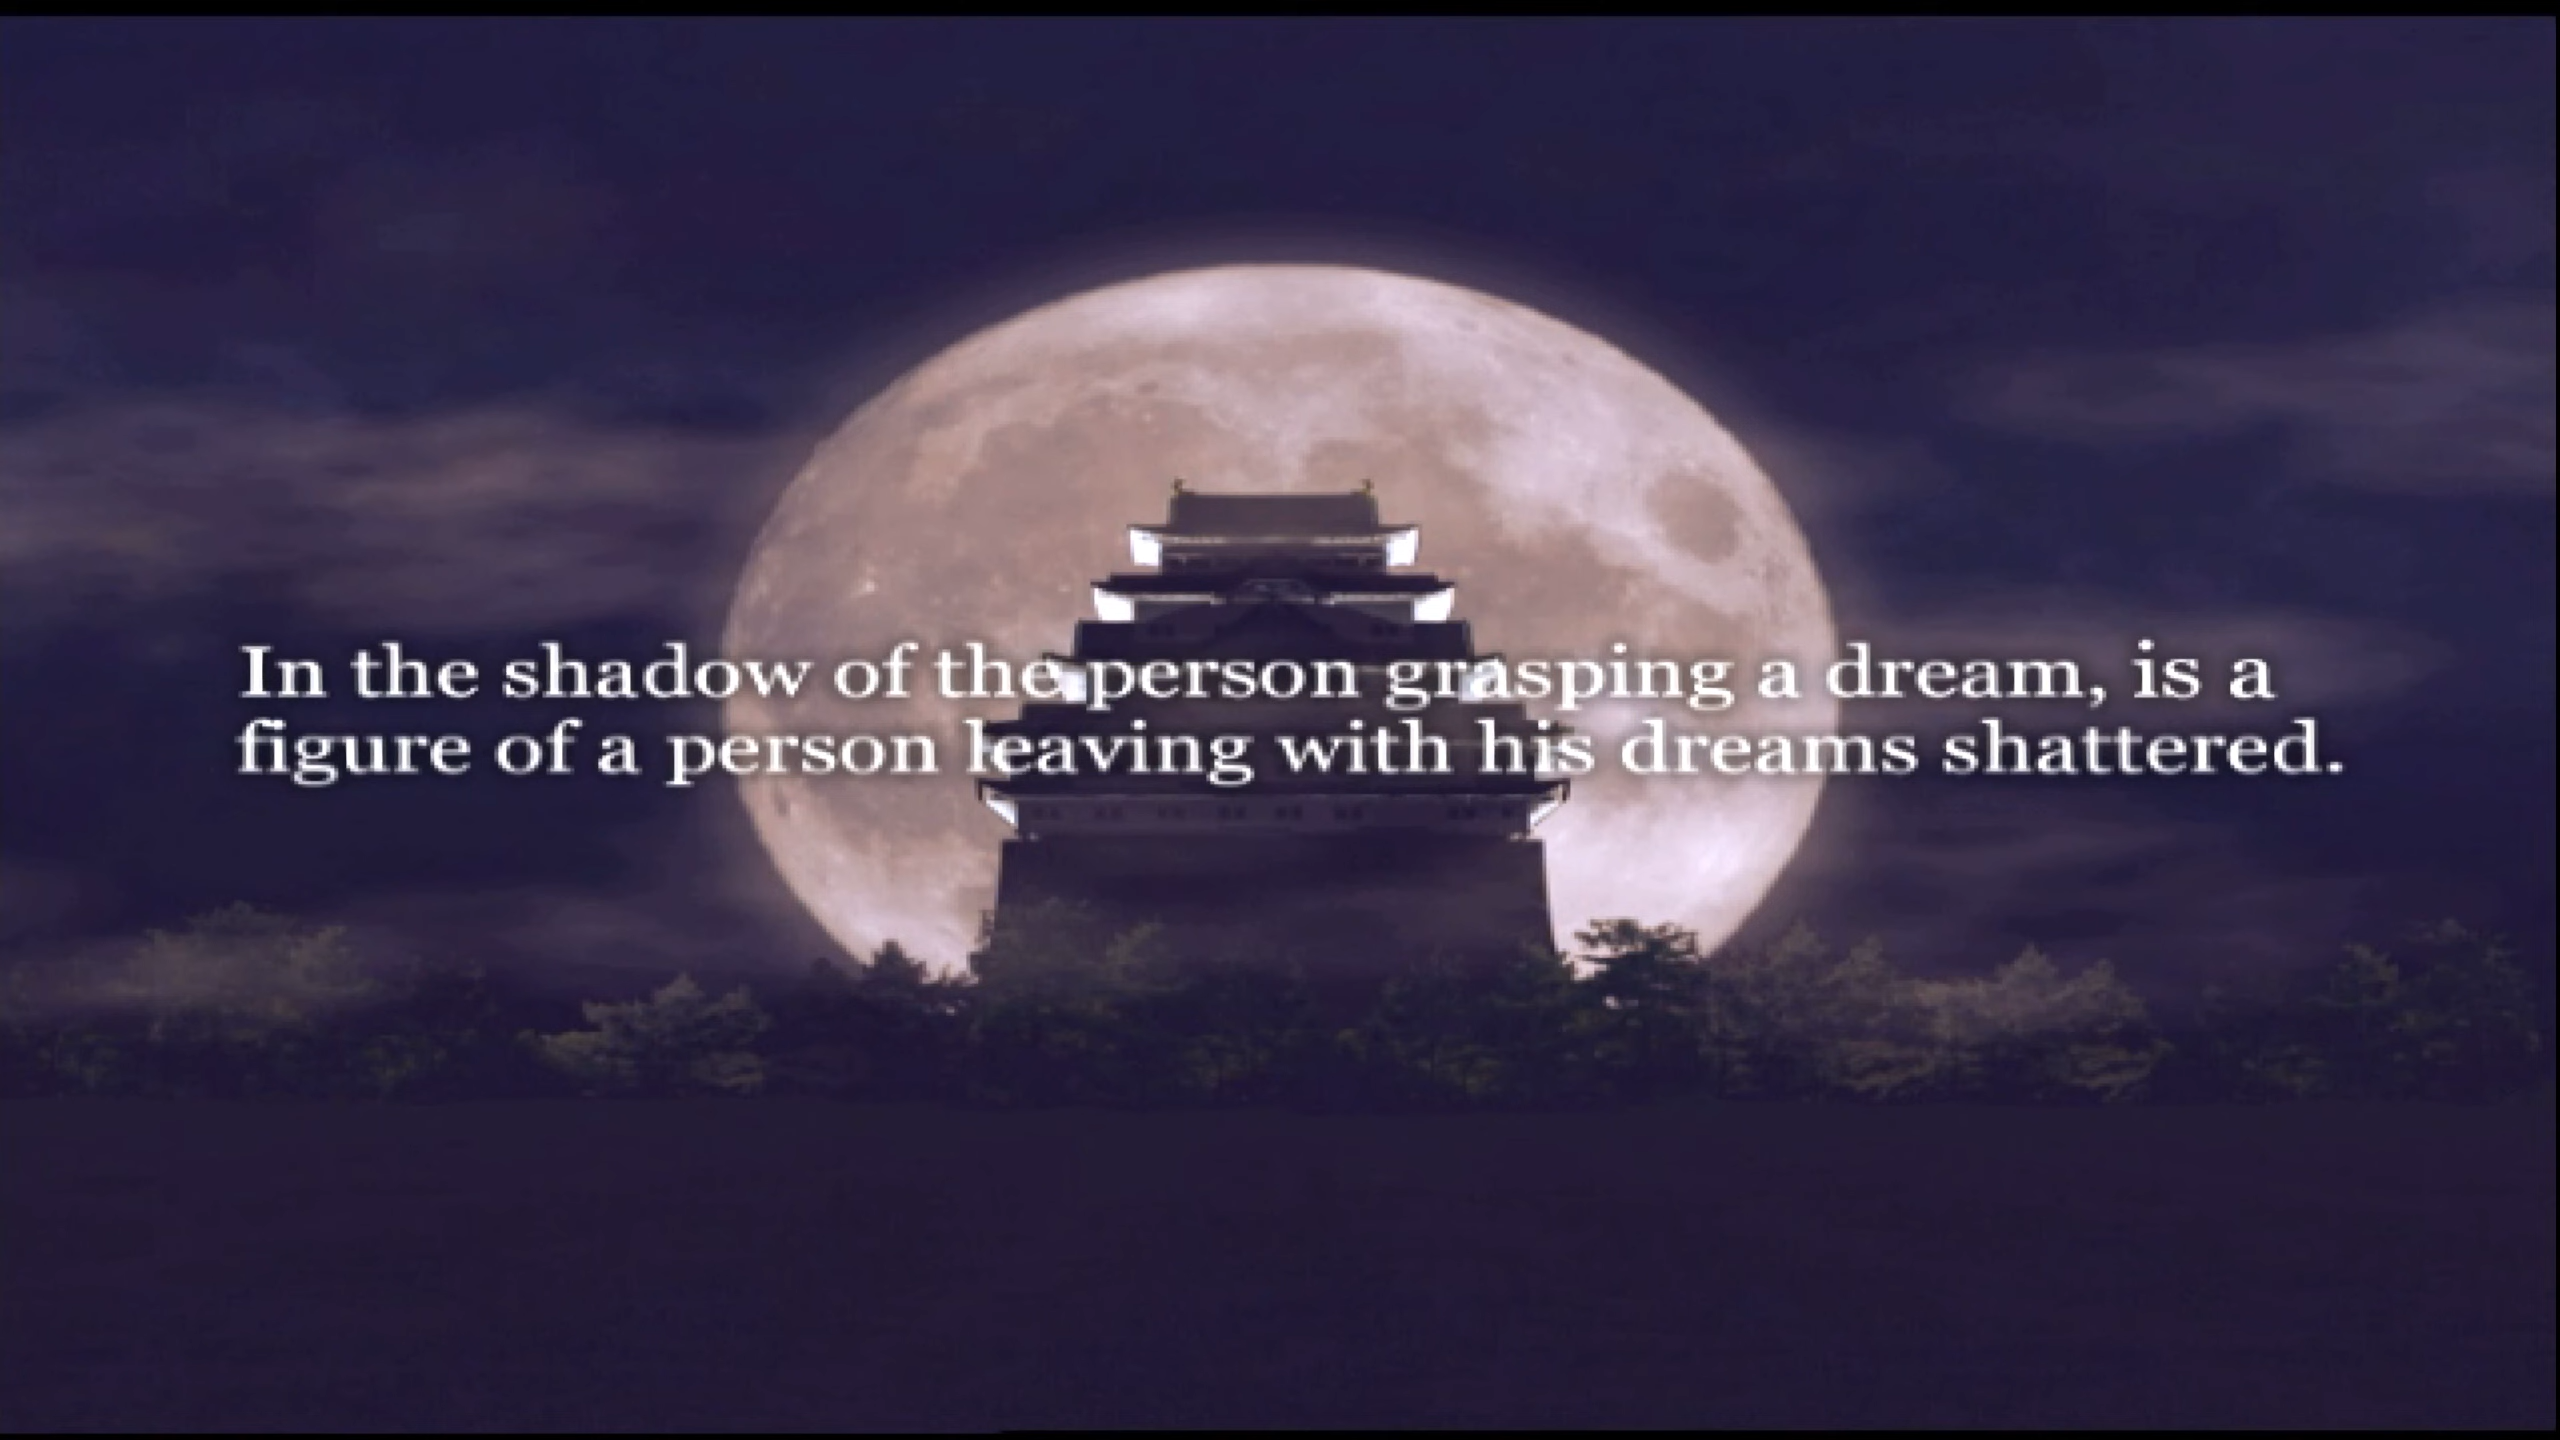 In the shadow of the person grasping a dream, is a
figure of a person leaving with his dreams shattered.